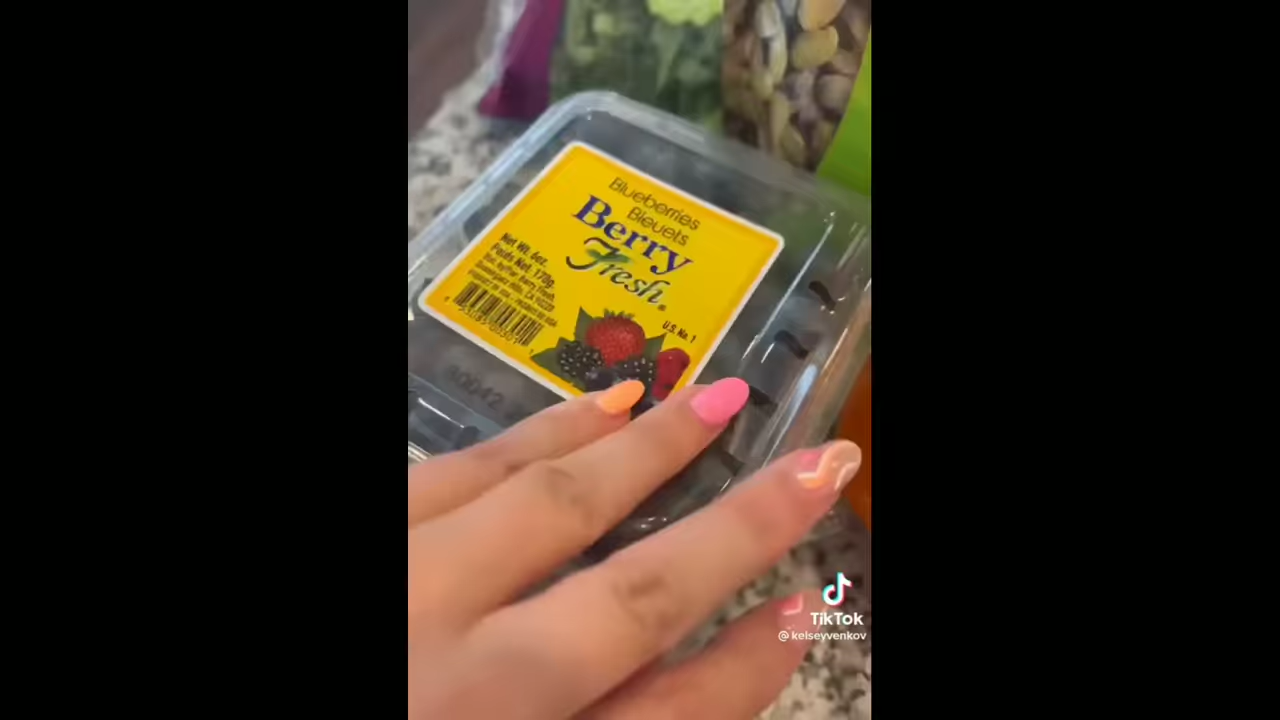 Blueberries
Bleuets
Berry
Fresh®
Net Wt. 6oz.
Poids Net. 170g.
U.S. No. 1
TikTok
@kelseyvenkov